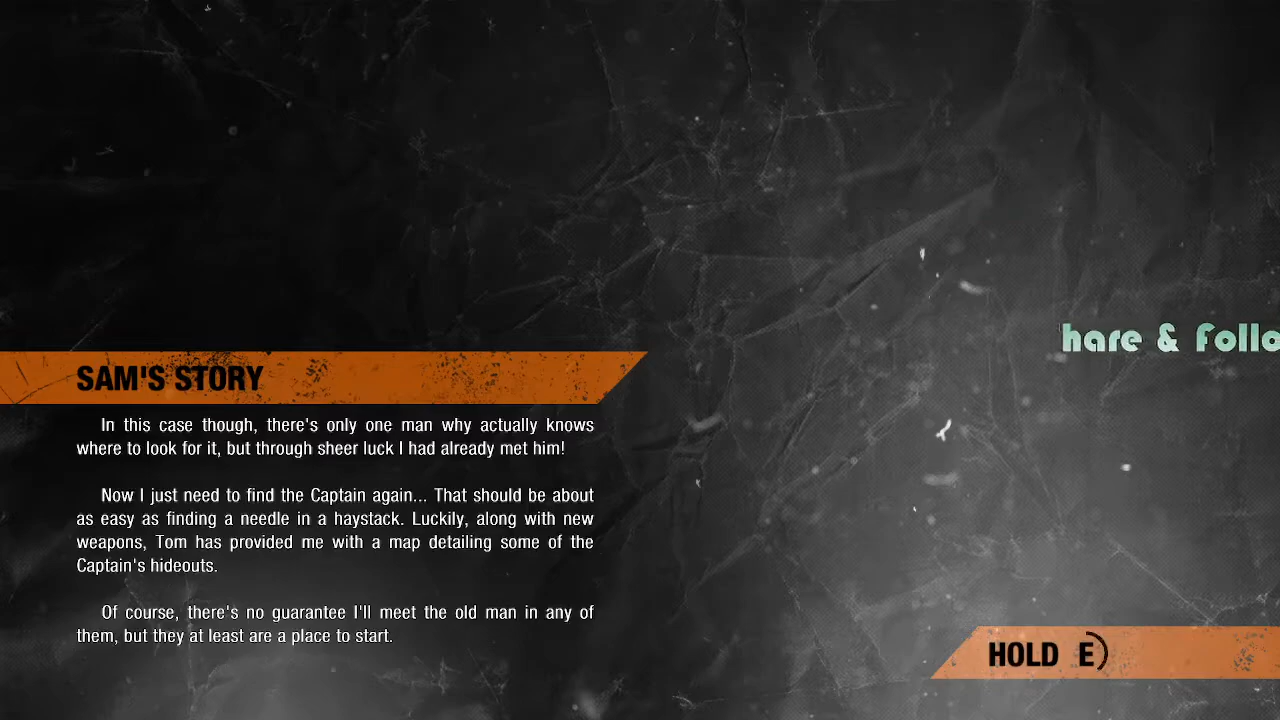 hare & Follo
SAM'S STORY
In this case though, there's only one man why actually knows
where to look for it, but through sheer luck I had already met him!
Now I just need to find the Captain again... That should be about
as easy as finding a needle in a haystack. Luckily, along with new
weapons, Tom has provided me with a map detailing some of the
Captain's hideouts.
Of course, there's no guarantee I'll meet the old man in any of
them, but they at least are a place to start.
HOLD E